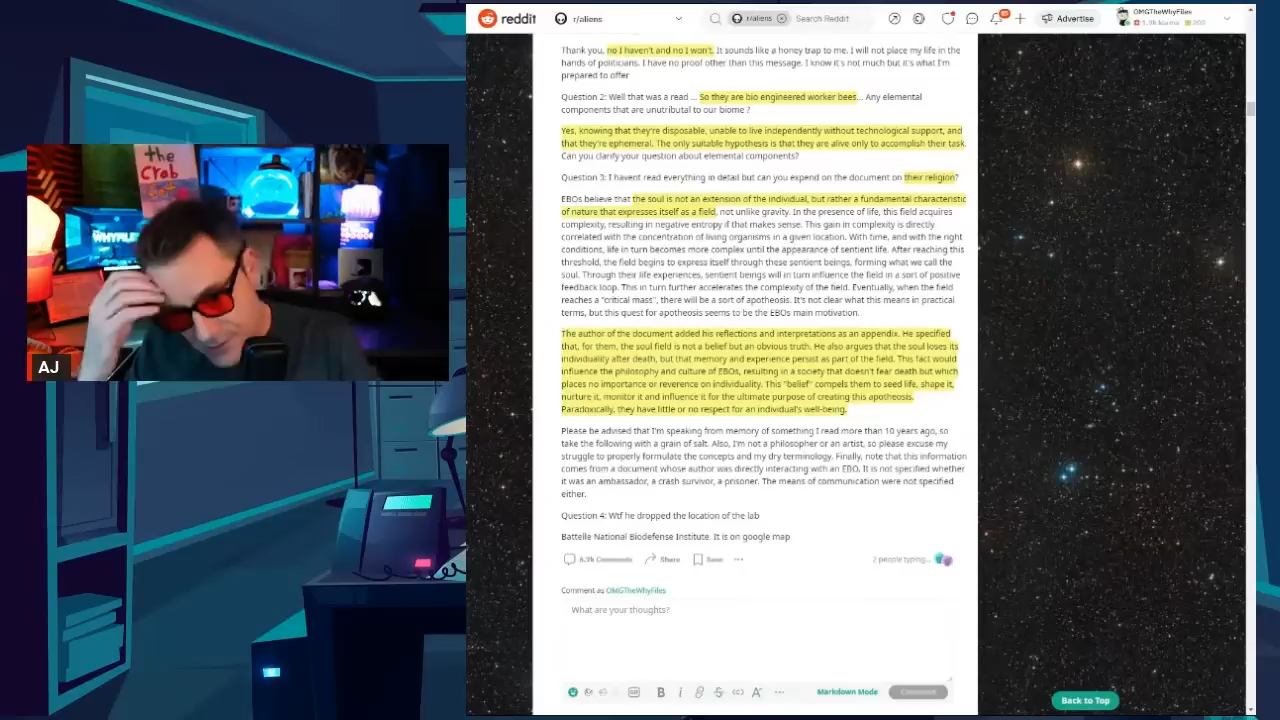 reddit
r/aliens
r/aliens
Search Reddit
Advertise
OMGTheWhyFiles
Thank you, no I haven't and no I won't. It sounds like a honey trap to me. I will not place my life in the
hands of politicians. I have no proof other than this message. I know it's not much but it's what I'm
prepared to offer
Question 2: Well that was a read ... So they are bio engineered worker bees... Any elemental
components that are unutributal to our biome ?
Yes, knowing that they're disposable, unable to live independently without technological support, and
that they're ephemeral. The only suitable hypothesis is that they are alive only to accomplish their task.
Can you clarify your question about elemental components?
Question 3: I havent read everything in detail but can you expend on the document on their religion?
EBOs believe that the soul is not an extension of the individual, but rather a fundamental characteristic
of nature that expresses itself as a field, not unlike gravity. In the presence of life, this field acquires
complexity, resulting in negative entropy if that makes sense. This gain in complexity is directly
correlated with the concentration of living organisms in a given location. With time, and with the right
conditions, life in turn becomes more complex until the appearance of sentient life. After reaching this
threshold, the field begins to express itself through these sentient beings, forming what we call the
soul. Through their life experiences, sentient beings will in turn influence the field in a sort of positive
feedback loop. This in turn further accelerates the complexity of the field. Eventually, when the field
reaches a "critical mass", there will be a sort of apotheosis. It's not clear what this means in practical
terms, but this quest for apotheosis seems to be the EBOs main motivation.
The author of the document added his reflections and interpretations as an appendix. He specified
that, for them, the soul field is not a belief but an obvious truth. He also argues that the soul loses its
individuality after death, but that memory and experience persist as part of the field. This fact would
influence the philosophy and culture of EBOs, resulting in a society that doesn't fear death but which
places no importance or reverence on individuality. This "belief" compels them to seed life, shape it,
nurture it, monitor it and influence it for the ultimate purpose of creating this apotheosis.
Paradoxically, they have little or no respect for an individual's well-being.
Please be advised that I'm speaking from memory of something I read more than 10 years ago, so
take the following with a grain of salt. Also, I'm not a philosopher or an artist, so please excuse my
struggle to properly formulate the concepts and my dry terminology. Finally, note that this information
comes from a document whose author was directly interacting with an EBO. It is not specified whether
it was an ambassador, a crash survivor, a prisoner. The means of communication were not specified
either.
Question 4: Wtf he dropped the location of the lab
Battelle National Biodefense Institute. It is on google map
Comments
Share
Save
2 people typing...
Comment as OMGTheWhyFiles
What are your thoughts?
GIF
B
i
Markdown Mode
Comment
Back to Top
the
Crab
AJ